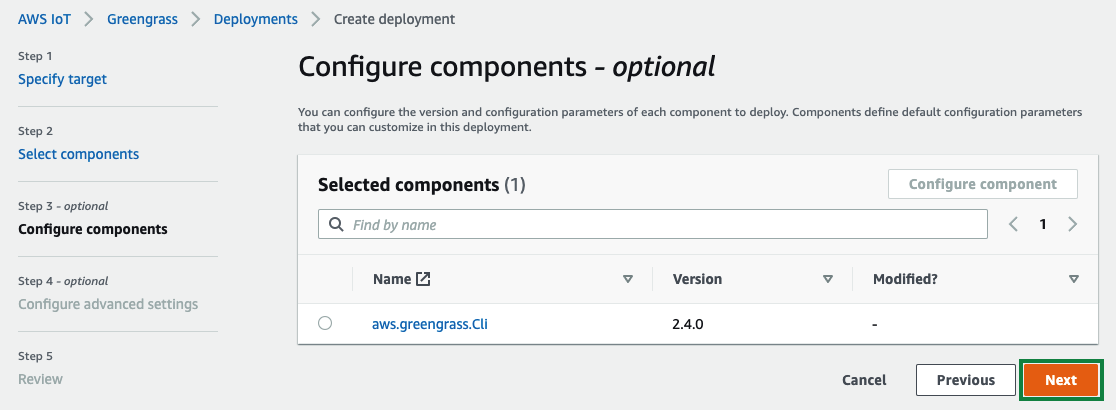 AWS IoT > Greengrass > Deployments > Create deployment
Step 1
Specify target
Step 2
Select components
Step 3 - optional
Configure components
Step 4 - optional
Configure advanced settings
Step 5
Review
Configure components - optional
You can configure the version and configuration parameters of each component to deploy. Components define default configuration parameters
that you can customize in this deployment.
Selected components (1)
Configure component
Find by name
1
Name Version Modified?
aws.greengrass.Cli 2.4.0 -
Cancel Previous Next